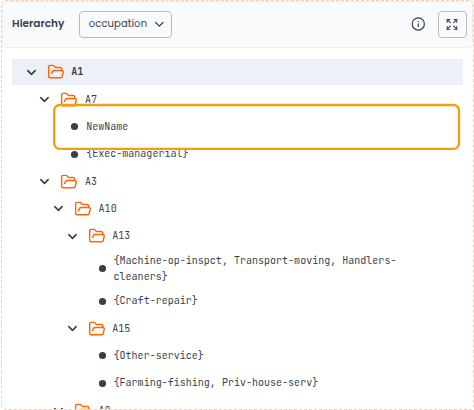 Hierarchy
occupation
A1
A7
NewName
{Exec-managerial}
A3
A10
A13
{Machine-op-inspct, Transport-moving, Handlers-
cleaners}
{Craft-repair}
A15
{Other-service}
{Farming-fishing, Priv-house-serv}